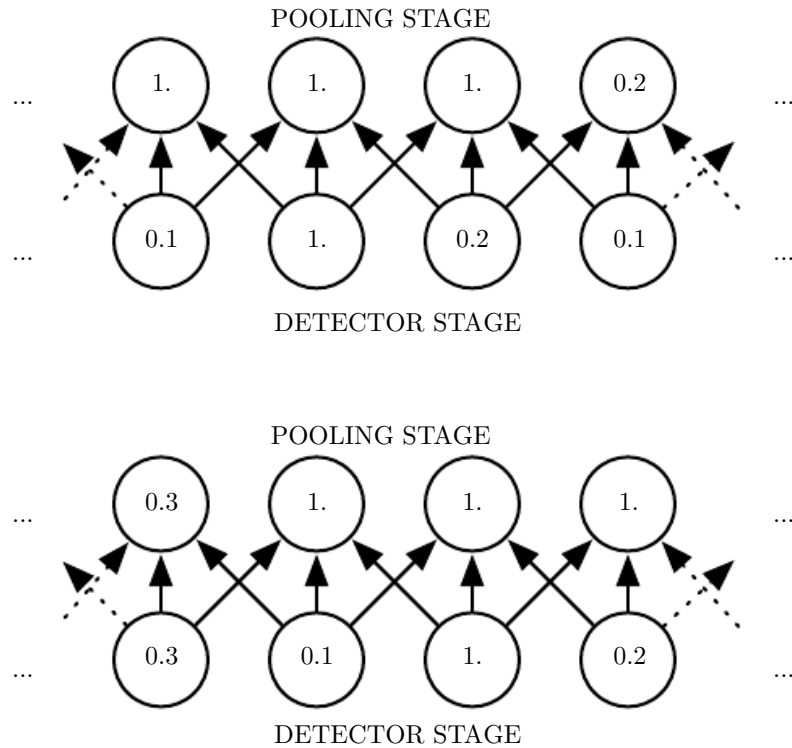 POOLING STAGE
... 1. 1. 1. 0.2 ...
... 0.1 1. 0.2 0.1 ...
DETECTOR STAGE
POOLING STAGE
... 0.3 1. 1. 1. ...
... 0.3 0.1 1. 0.2 ...
DETECTOR STAGE